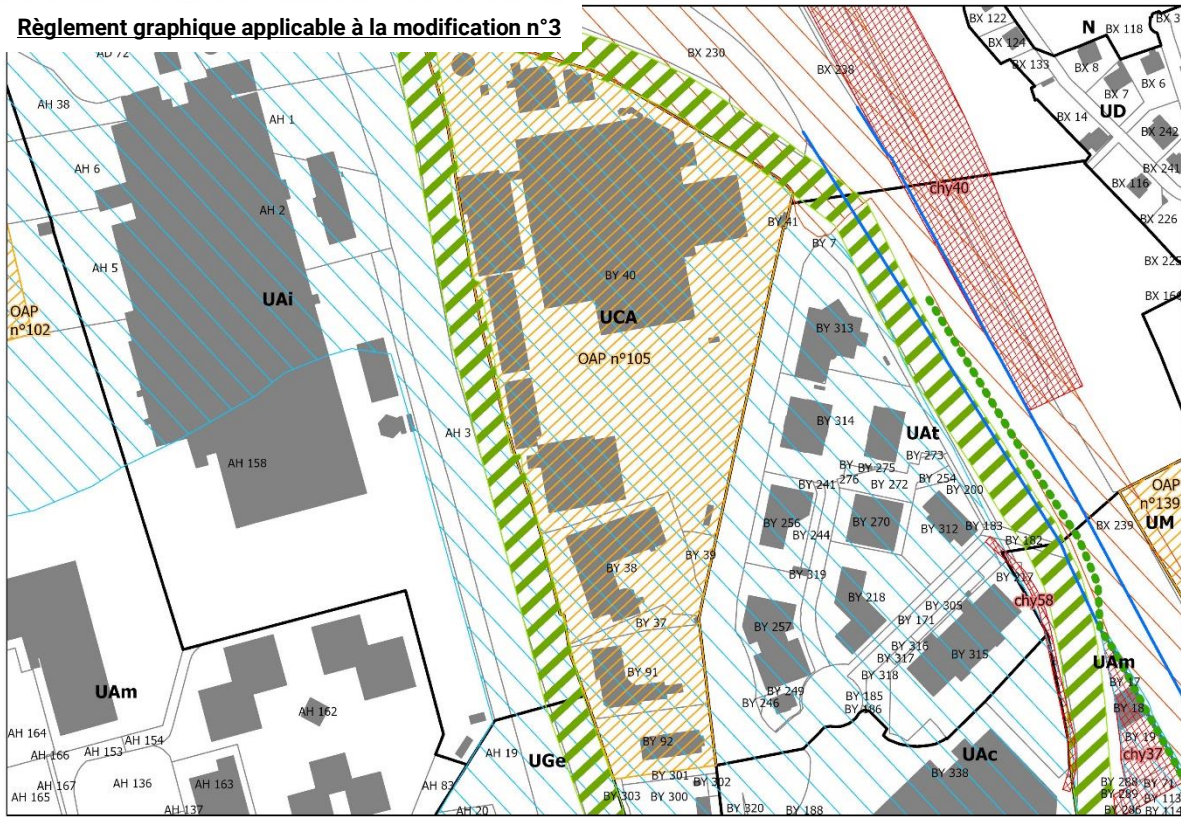 Règlement graphique applicable à la modification n°3
BX 122
BX 124
BX 133
N
BX 118
BX 8
BX 7
BX 6
BX 230
BX 238
AH 38
AH 1
AH 6
BX 14
UD
BX 242
BX 241
BX 116
BX 226
chy40
AH 2
BY 41
BY 7
AH 5
UAi
BY 40
BX 225
OAP
n°102
UCA
BY 313
OAP n°105
BY 314
UAt
AH 3
BY 273
BY 275
276
BY 241
BY 272
BY 254
BY 200
AH 158
OAP
n°139
UM
BX 239
BY 256
BY 244
BY 270
BY 312
BY 183
BY 182
BY 39
BY 38
BY 319
BY 217
chy58
BY 218
BY 305
BY 171
BY 37
BY 257
BY 316
BY 317
BY 315
BY 318
UAm
BY 17
BY 91
BY 249
BY 246
BY 185
BY 186
BY 18
UAm
AH 162
AH 164
AH 166
AH 154
AH 153
BY 92
BY 19
chy37
AH 19
UGe
UAc
AH 167
AH 165
AH 136
AH 163
AH 83
BY 301
BY 302
BY 338
BY 288
BY 71
BY 289
AH 137
AH 20
BY 303
BY 300
BY 320
BY 188
BY 286